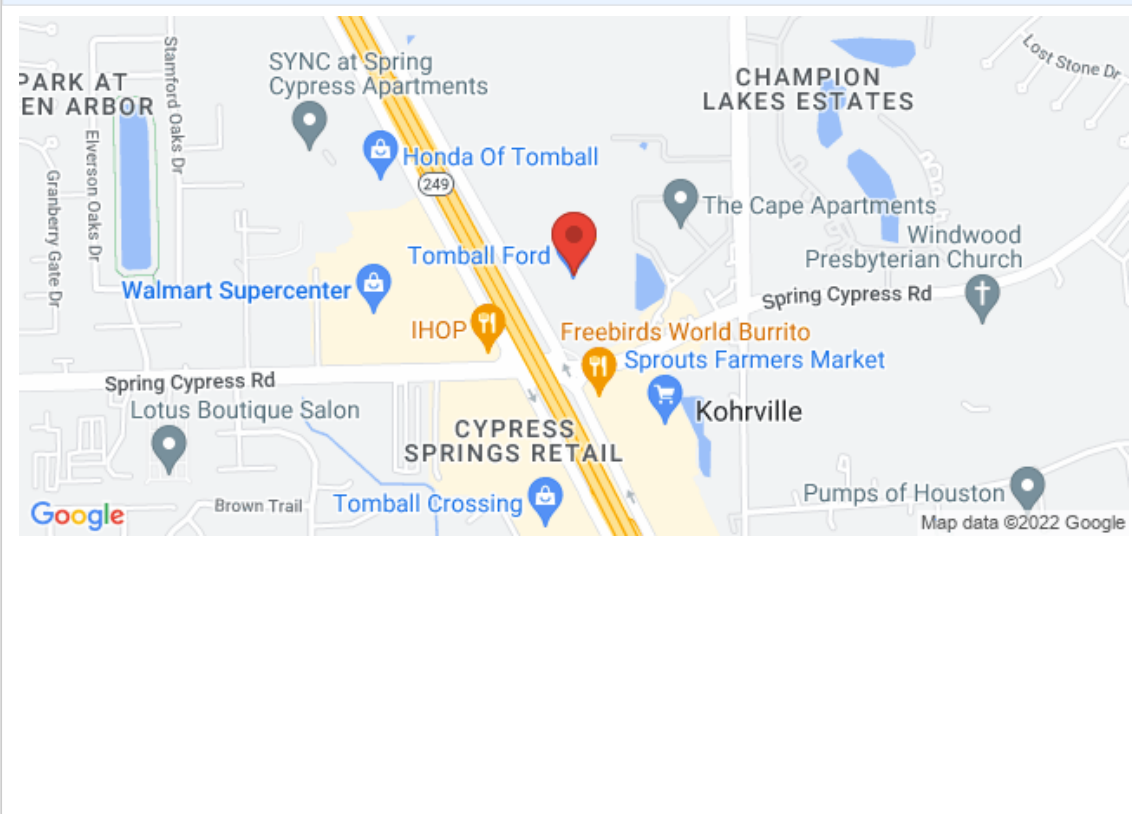 SYNC at Spring
Cypress Apartments
PARK AT
EN ARBOR
Stamford Oaks Dr
Elverson Oaks Dr
Granberry Gate Dr
CHAMPION
LAKES ESTATES
Lost Stone Dr
Honda Of Tomball
249
The Cape Apartments
Tomball Ford
Windwood
Presbyterian Church
Walmart Supercenter
Spring Cypress Rd
IHOP
Freebirds World Burrito
Sprouts Farmers Market
Spring Cypress Rd
Lotus Boutique Salon
Kohrville
CYPRESS
SPRINGS RETAIL
Tomball Crossing
Pumps of Houston
Brown Trail
Google
Map data ©2022 Google